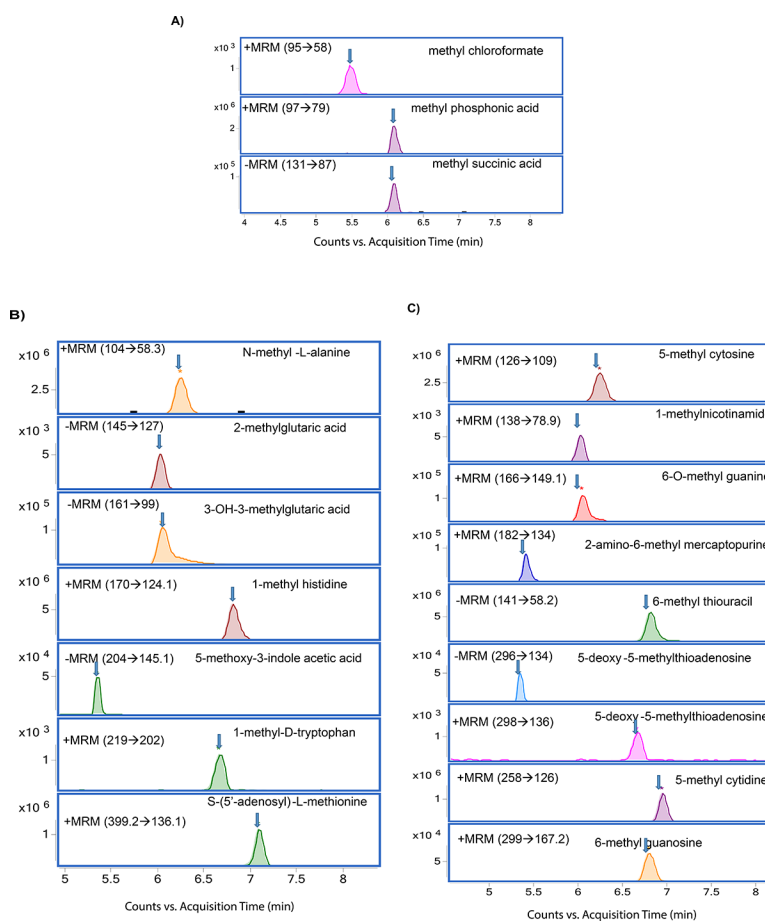 A)
x10 3
+MRM (95→58)
methyl chloroformate
1
x10 6
+MRM (97→79)
methyl phosphonic acid
2
x10 5
-MRM (131→87)
methyl succinic acid
1
4 4.5 5 5.5 6 6.5 7 7.5 8
Counts vs. Acquisition Time (min)
B)
x10 6
+MRM (104→58.3)
N-methyl -L-alanine
*
2.5
x10 3
-MRM (145→127)
2-methylglutaric acid
5
x10 5
-MRM (161→99)
3-OH-3-methylglutaric acid
1
x10 6
+MRM (170→124.1)
1-methyl histidine
5
x10 4
-MRM (204→145.1)
5-methoxy-3-indole acetic acid
5
x10 3
+MRM (219→202)
1-methyl-D-tryptophan
1
x10 6
S-(5'-adenosyl)-L-methionine
+MRM (399.2→136.1)
1
5 5.5 6 6.5 7 7.5 8
Counts vs. Acquisition Time (min)
C)
x10 6
+MRM (126→109)
5-methyl cytosine
*
2.5
x10 3
+MRM (138→78.9)
1-methylnicotinamid
5
x10 5
+MRM (166→149.1)
6-O-methyl guanine
*
1
x10 5
+MRM (182→134)
2-amino-6-methyl mercaptopurine
1
x10 6
-MRM (141→58.2)
6-methyl thiouracil
5
x10 4
-MRM (296→134)
5-deoxy-5-methylthioadenosine
5
x10 3
+MRM (298→136)
5-deoxy-5-methylthioadenosine
1
x10 6
+MRM (258→126)
5-methyl cytidine
1
x10 4
+MRM (299→167.2)
6-methyl guanosine
5
5 5.5 6 6.5 7 7.5 8
Counts vs. Acquisition Time (min)